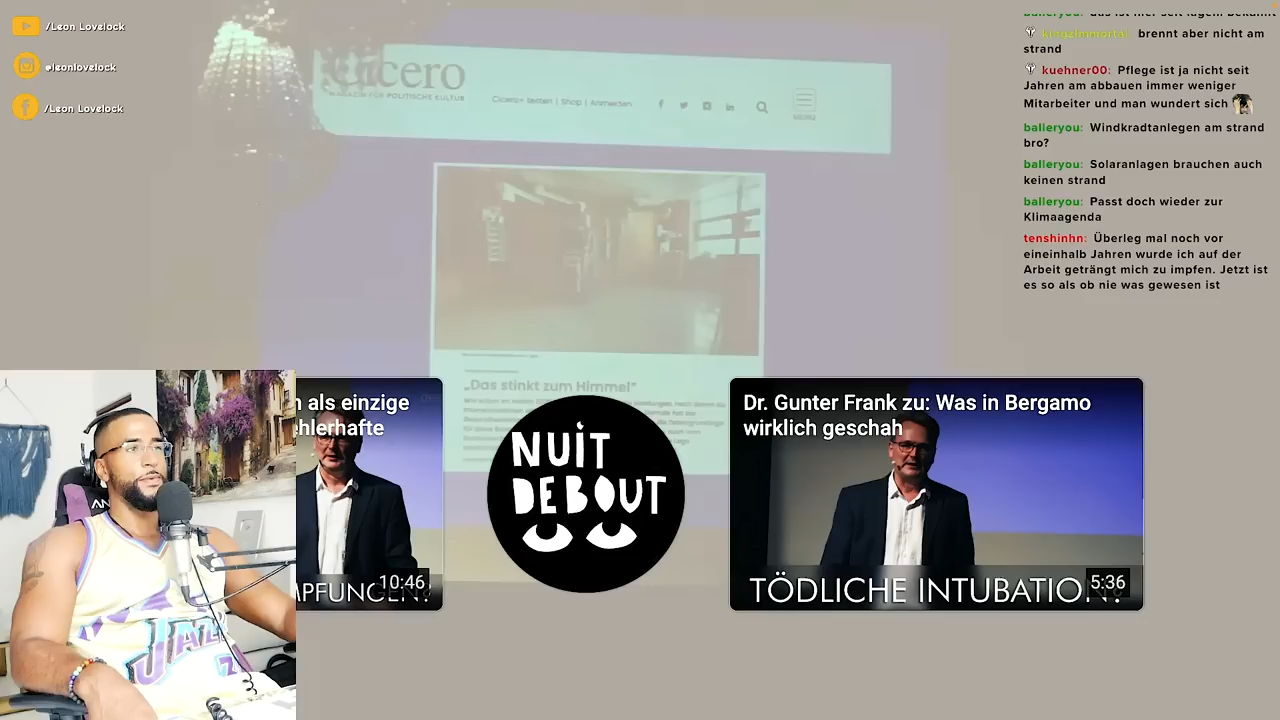 /Leon Lovelock
@leonlovelock
/Leon Lovelock
Cicero
MAGAZIN FÜR POLITISCHE KULTUR
Cicero+ testen | Shop | Anmelden
MENÜ
„Das stinkt zum Himmel“
kingzimmortal: brennt aber nicht am
strand
kuehner00: Pflege ist ja nicht seit
Jahren am abbauen immer weniger
Mitarbeiter und man wundert sich
balleryou: Windkradtanlegen am strand
bro?
balleryou: Solaranlagen brauchen auch
keinen strand
balleryou: Passt doch wieder zur
Klimaagenda
tenshinhn: Überleg mal noch vor
eineinhalb Jahren wurde ich auf der
Arbeit geträngt mich zu impfen. Jetzt ist
es so als ob nie was gewesen ist
als einzige
10:46
NUIT
DEBOUT
Dr. Gunter Frank zu: Was in Bergamo
wirklich geschah
TÖDLICHE INTUBATIO
5:36
AN
JAZ